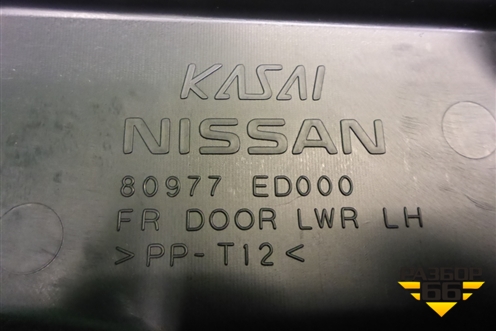 KASAI
NISSAN
80977 ED000
FR DOOR LWR LH
>PP-T12<
РАЗБОР
66